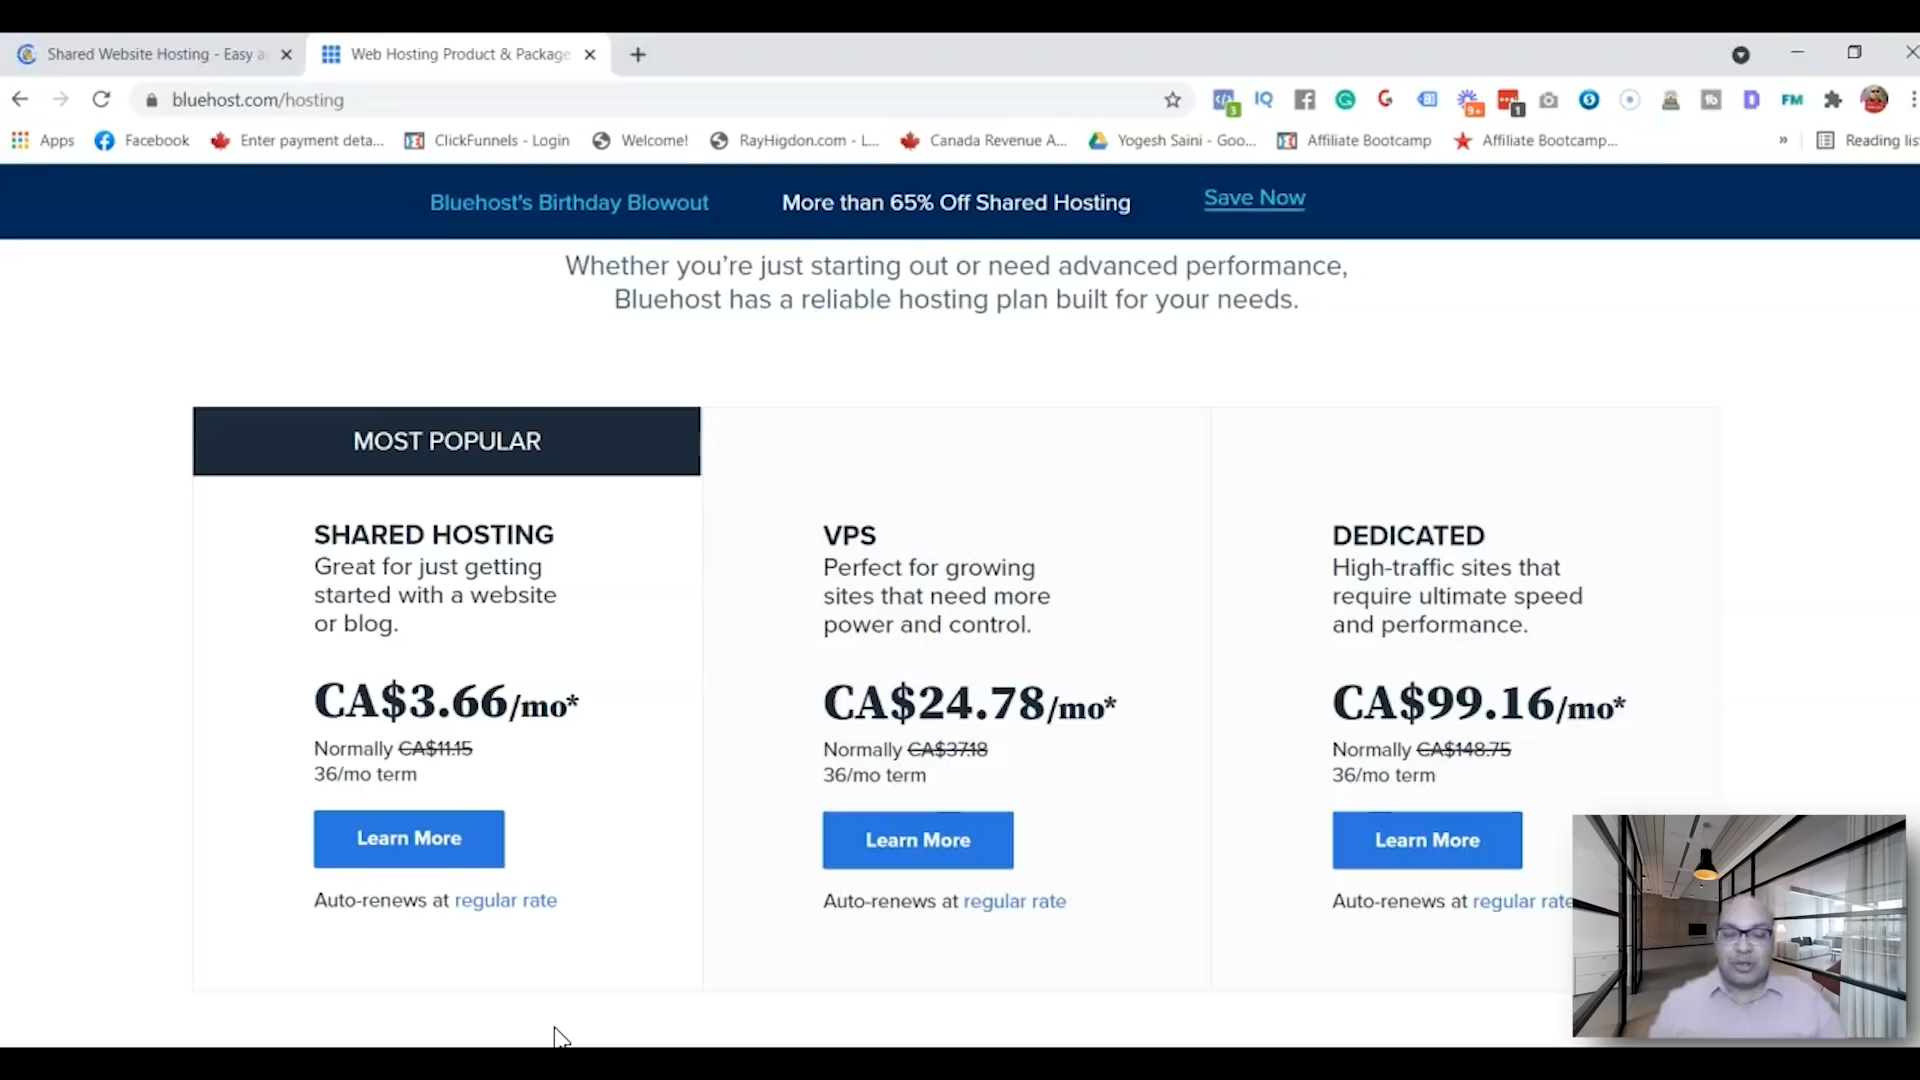 Shared Website Hosting - Easy a
Web Hosting Product & Package
bluehost.com/hosting
IQ
FM
Apps
Facebook
Enter payment deta...
ClickFunnels - Login
Welcome!
RayHigdon.com - L...
Canada Revenue A...
Yogesh Saini - Goo...
Affiliate Bootcamp
Affiliate Bootcamp...
»
Reading lis
Bluehost's Birthday Blowout
More than 65% Off Shared Hosting
Save Now
Whether you're just starting out or need advanced performance,
Bluehost has a reliable hosting plan built for your needs.
MOST POPULAR
SHARED HOSTING
Great for just getting
started with a website
or blog.
CA$3.66/mo*
Normally CA$11.15
36/mo term
Learn More
Auto-renews at regular rate
VPS
Perfect for growing
sites that need more
power and control.
CA$24.78/mo*
Normally CA$37.18
36/mo term
Learn More
Auto-renews at regular rate
DEDICATED
High-traffic sites that
require ultimate speed
and performance.
CA$99.16/mo*
Normally CA$148.75
36/mo term
Learn More
Auto-renews at regular rate